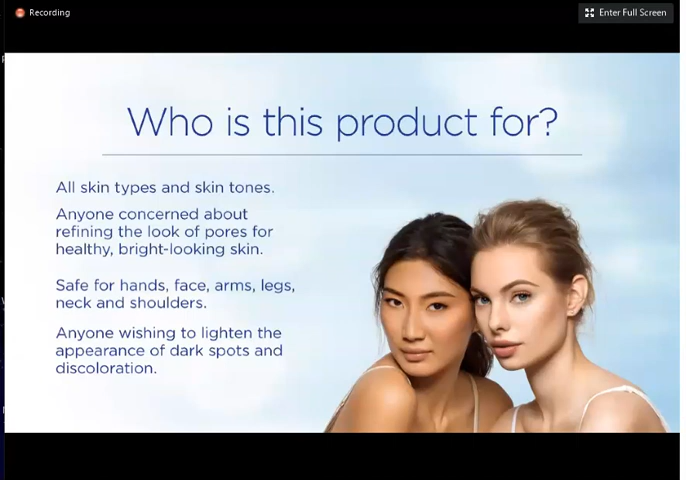 Recording
Enter Full Screen
Who is this product for?
All skin types and skin tones.
Anyone concerned about
refining the look of pores for
healthy, bright-looking skin.
Safe for hands, face, arms, legs,
neck and shoulders.
Anyone wishing to lighten the
appearance of dark spots and
discoloration.